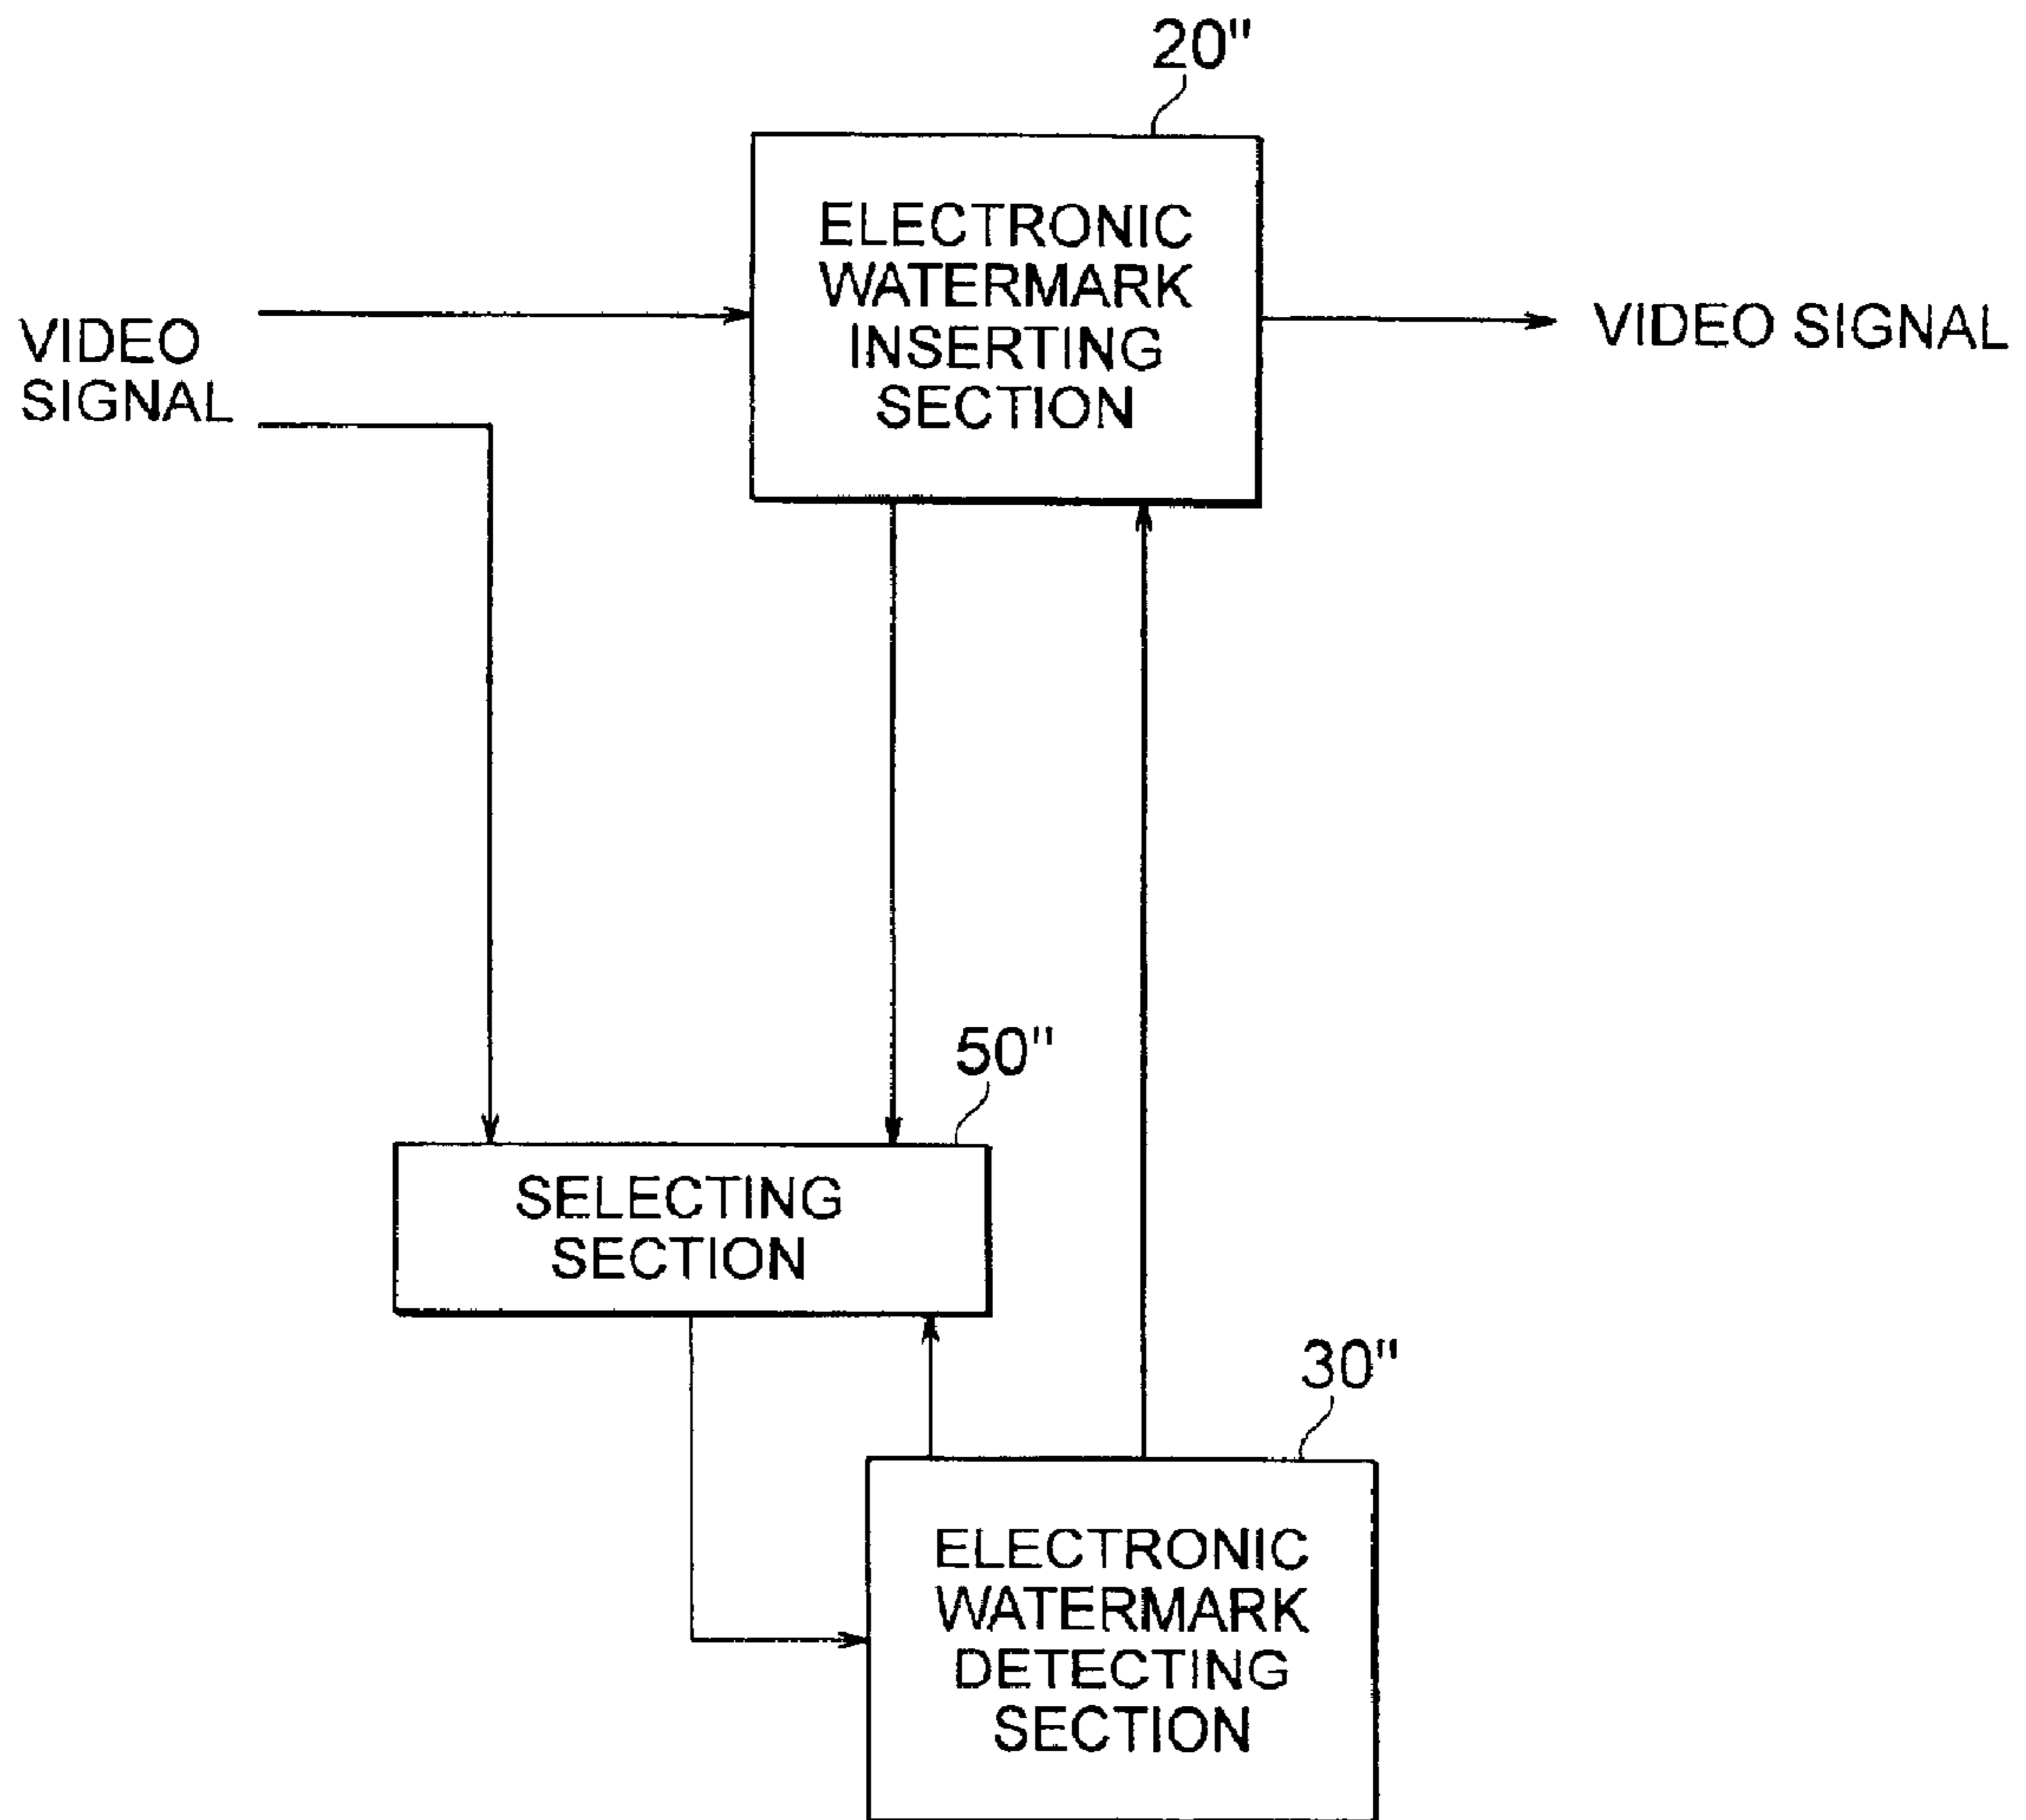 20"
ELECTRONIC
WATERMARK
INSERTING
SECTION
VIDEO
SIGNAL
VIDEO SIGNAL
50"
SELECTING
SECTION
30"
ELECTRONIC
WATERMARK
DETECTING
SECTION